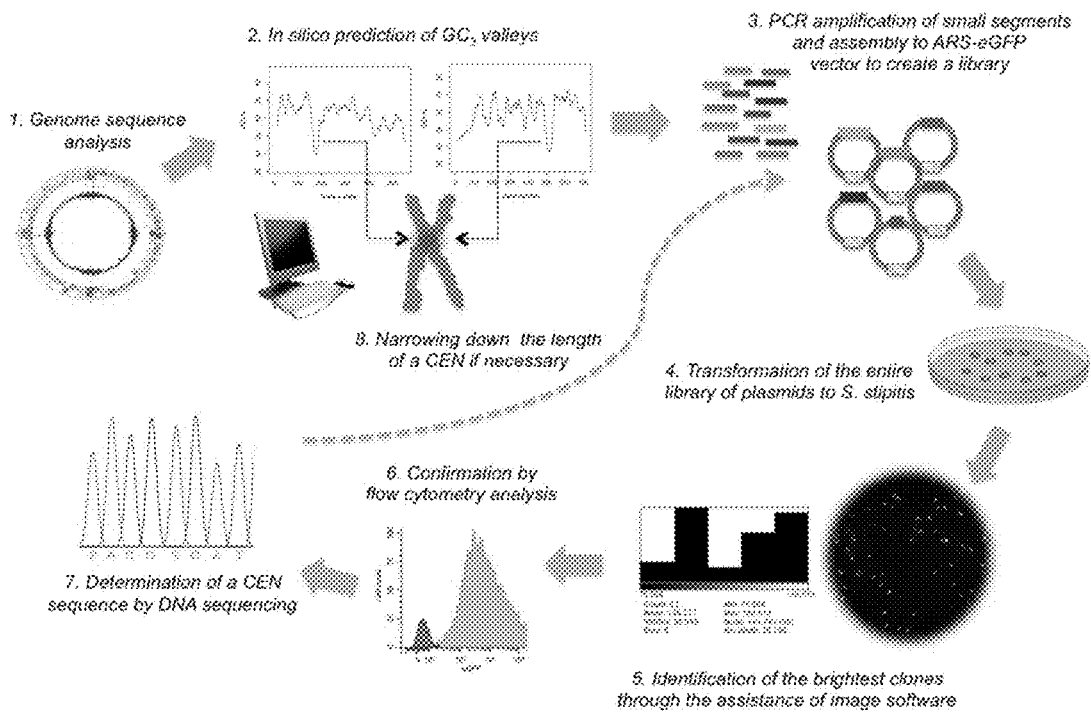 1. Genome sequence
analysis
2. In silico prediction of GC3 valleys
3. PCR amplification of small segments
and assembly to ARS-eGFP
vector to create a library
4. Transformation of the entire
library of plasmids to S. stipitis
5. Identification of the brightest clones
through the assistance of image software
6. Confirmation by
flow cytometry analysis
7. Determination of a CEN
sequence by DNA sequencing
8. Narrowing down the length
of a CEN if necessary